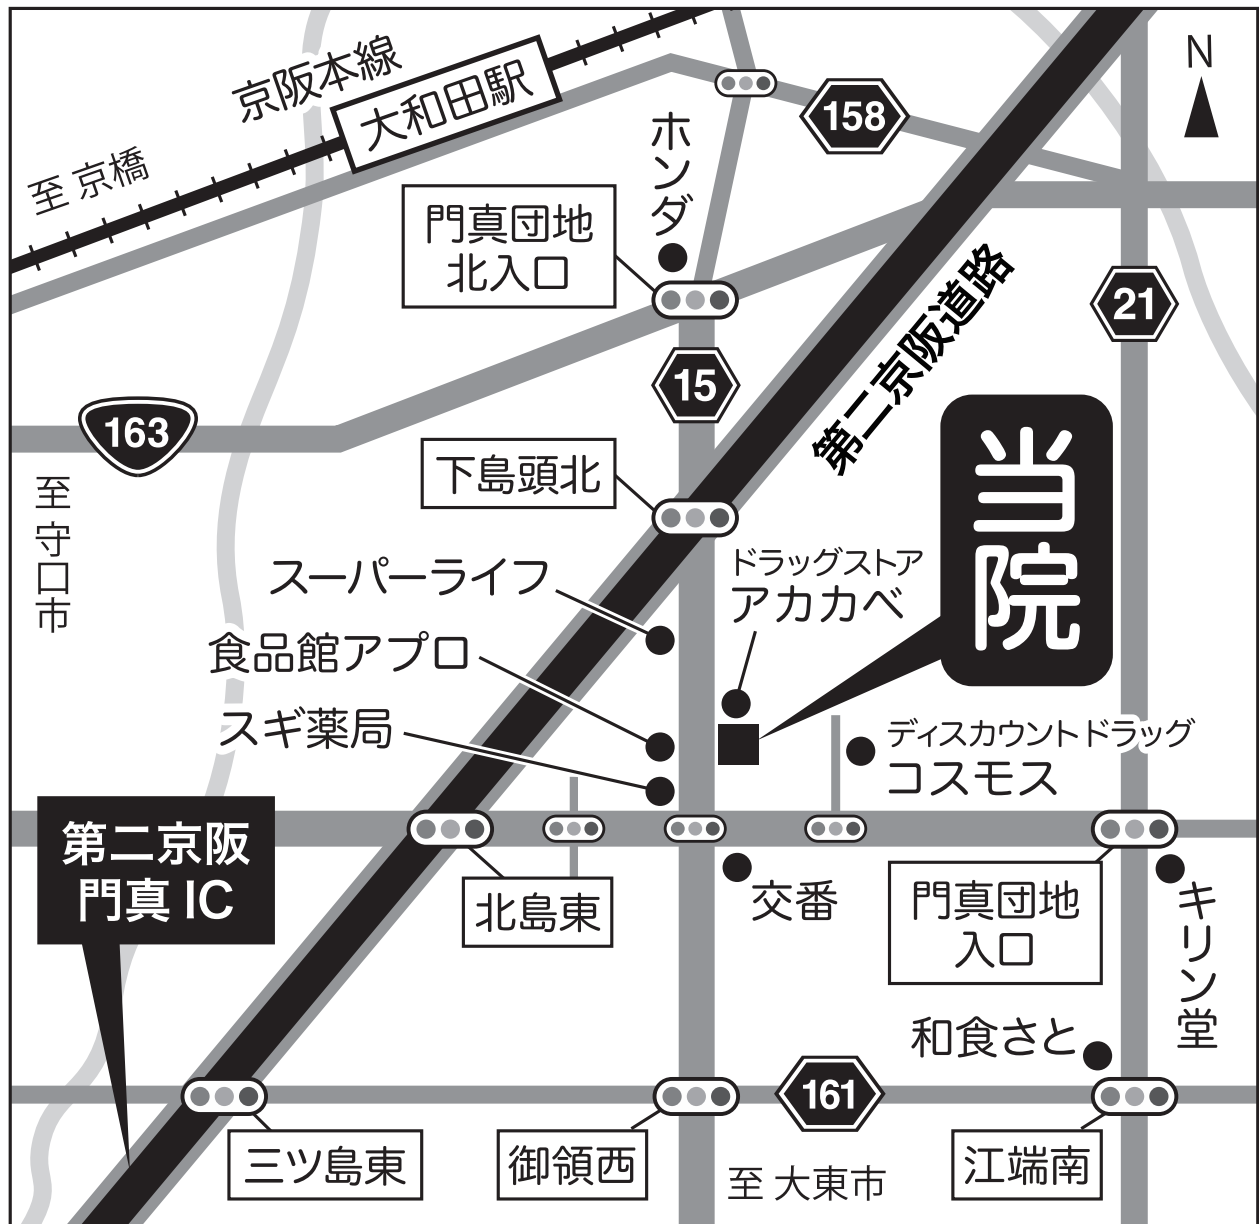 京阪本線
大和田駅
至 京橋
N
158
ホンダ
門真団地
北入口
21
15
第二京阪道路
163
至 守口市
下島頭北
当院
スーパーライフ
ドラッグストア
アカカベ
食品館アプロ
スギ薬局
ディスカウントドラッグ
コスモス
第二京阪
門真 IC
北島東
交番
門真団地
入口
キリン堂
和食さと
161
三ツ島東
御領西
至 大東市
江端南